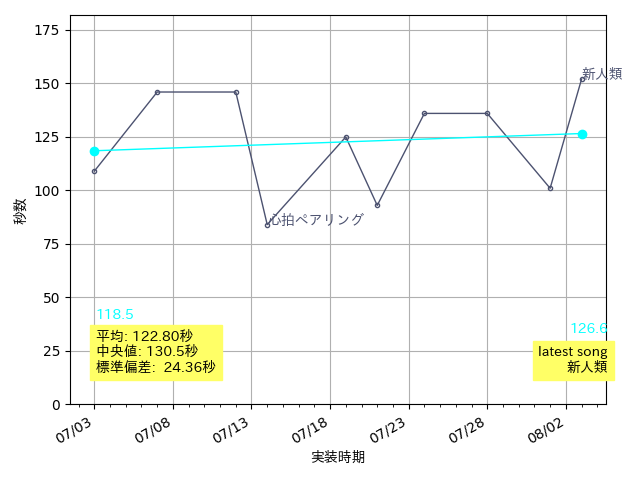 175
150
125
100
75
50
25
0
秒数
新人類
心拍ペアリング
118.5
126.6
平均: 122.80秒
中央値: 130.5秒
標準偏差: 24.36秒
latest song
新人類
07/03
07/08
07/13
07/18
07/23
07/28
08/02
実装時期